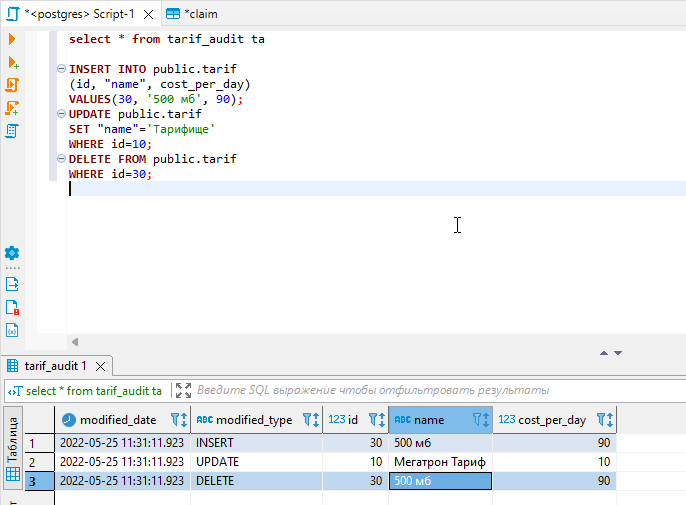 *<postgres> Script-1
*claim
select * from tarif_audit ta
INSERT INTO public.tarif
(id, "name", cost_per_day)
VALUES(30, '500 мб', 90);
UPDATE public.tarif
SET "name"='Тарифище'
WHERE id=10;
DELETE FROM public.tarif
WHERE id=30;
tarif_audit 1
select * from tarif_audit ta
Введите SQL выражение чтобы отфильтровать результаты
Таблица
modified_date ABC modified_type 123 id ABC name 123 cost_per_day
1 2022-05-25 11:31:11.923 INSERT 30 500 мб 90
2 2022-05-25 11:31:11.923 UPDATE 10 Мегатрон Тариф 10
3 2022-05-25 11:31:11.923 DELETE 30 500 мб 90